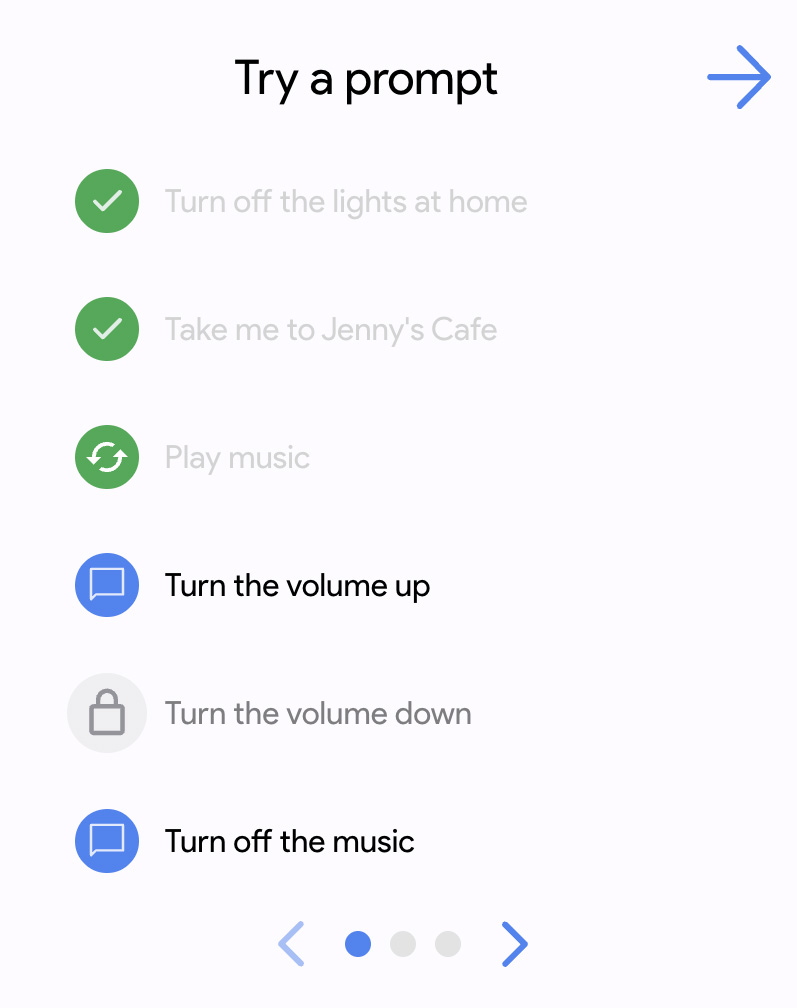 Try a prompt
Turn off the lights at home
Take me to Jenny's Cafe
Play music
Turn the volume up
Turn the volume down
Turn off the music